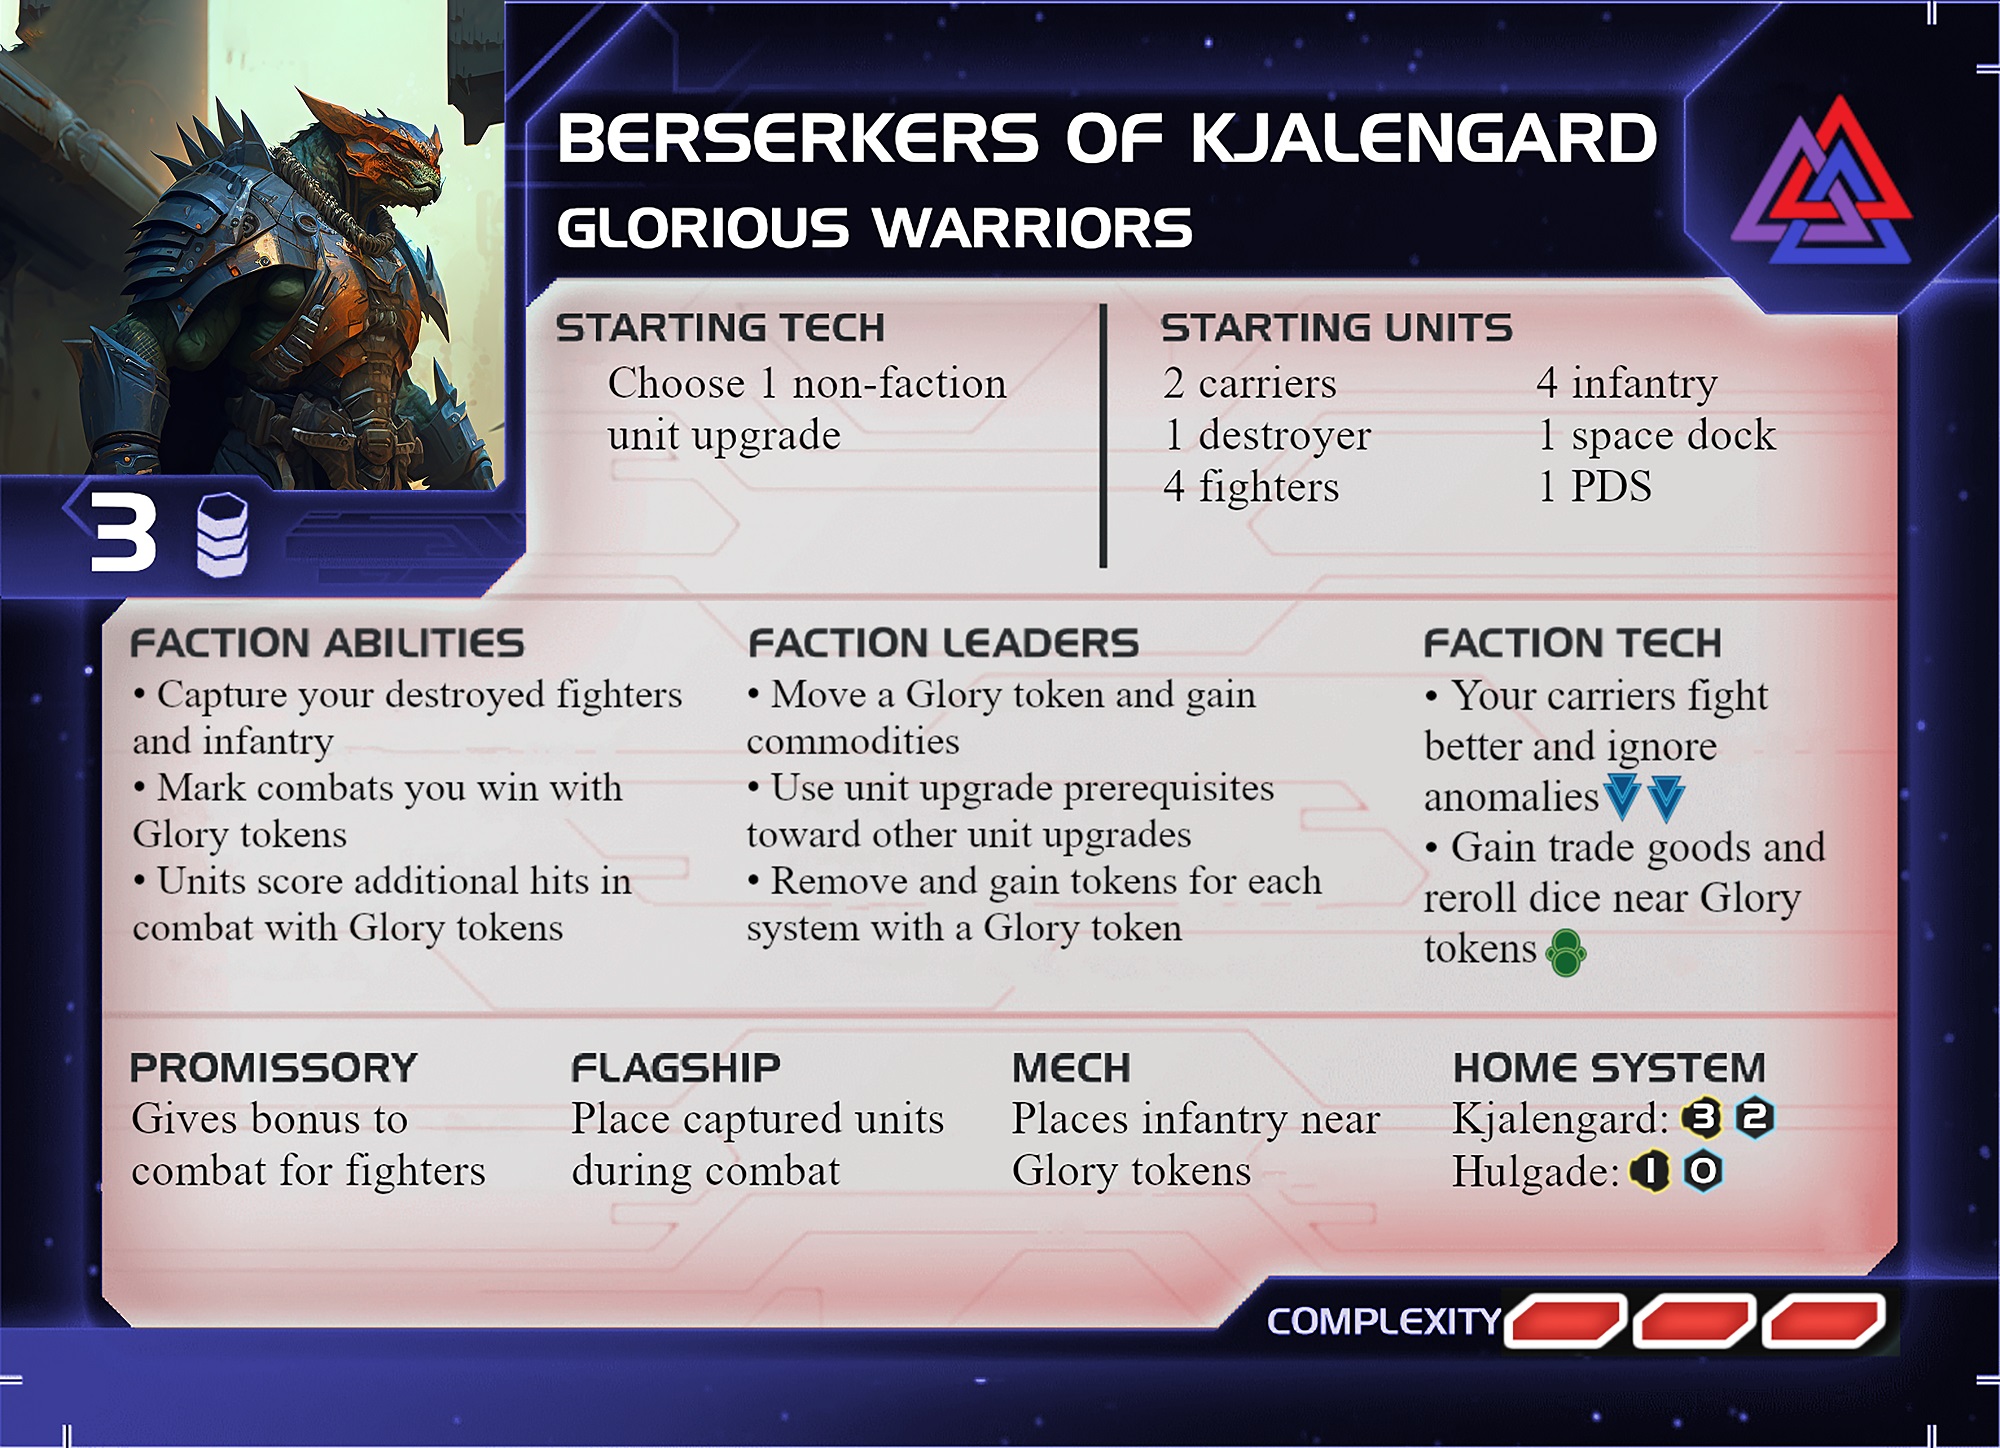 BERSERKERS OF KJALENGARD
GLORIOUS WARRIORS
3
STARTING TECH
Choose 1 non-faction
unit upgrade
STARTING UNITS
2 carriers
1 destroyer
4 fighters
4 infantry
1 space dock
1 PDS
FACTION ABILITIES
• Capture your destroyed fighters
and infantry
• Mark combats you win with
Glory tokens
• Units score additional hits in
combat with Glory tokens
FACTION LEADERS
• Move a Glory token and gain
commodities
• Use unit upgrade prerequisites
toward other unit upgrades
• Remove and gain tokens for each
system with a Glory token
FACTION TECH
• Your carriers fight
better and ignore
anomalies
• Gain trade goods and
reroll dice near Glory
tokens
PROMISSORY
Gives bonus to
combat for fighters
FLAGSHIP
Place captured units
during combat
MECH
Places infantry near
Glory tokens
HOME SYSTEM
Kjalengard: 3 2
Hulgade: 1 0
COMPLEXITY